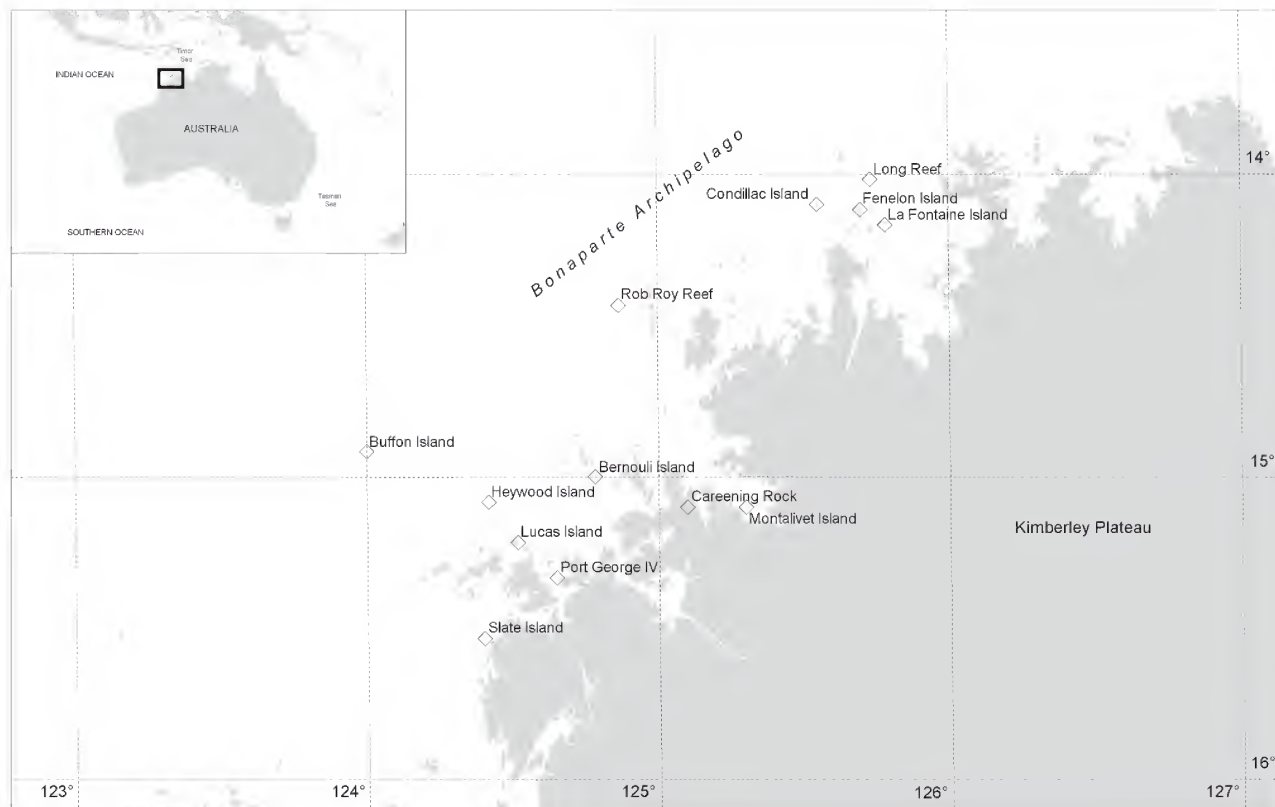 Timor
Sea
INDIAN OCEAN
AUSTRALIA
Tasman
Sea
SOUTHERN OCEAN
Bonaparte Archipelago
Long Reef
14°
Condillac Island
Fenelon Island
La Fontaine Island
Rob Roy Reef
Buffon Island
Bernouli Island
15°
Heywood Island
Careening Rock
Montalivet Island
Kimberley Plateau
Lucas Island
Port George IV
Slate Island
16°
123°
124°
125°
126°
127°